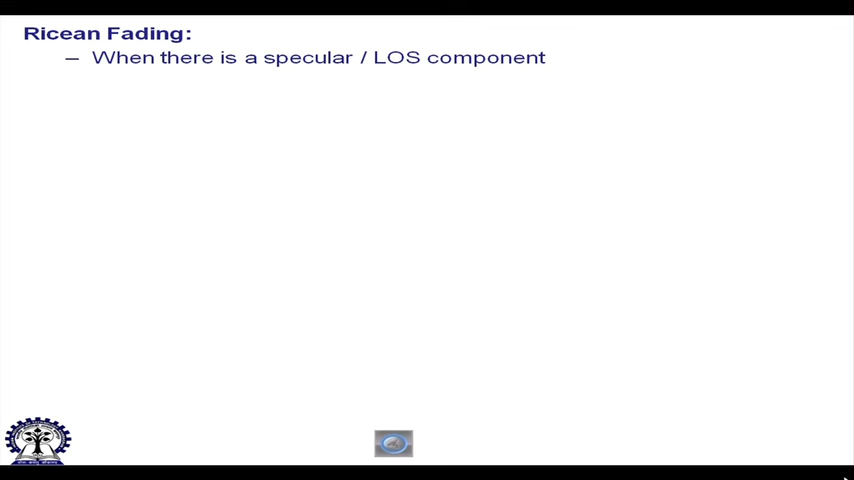 Ricean Fading:
– When there is a specular / LOS component